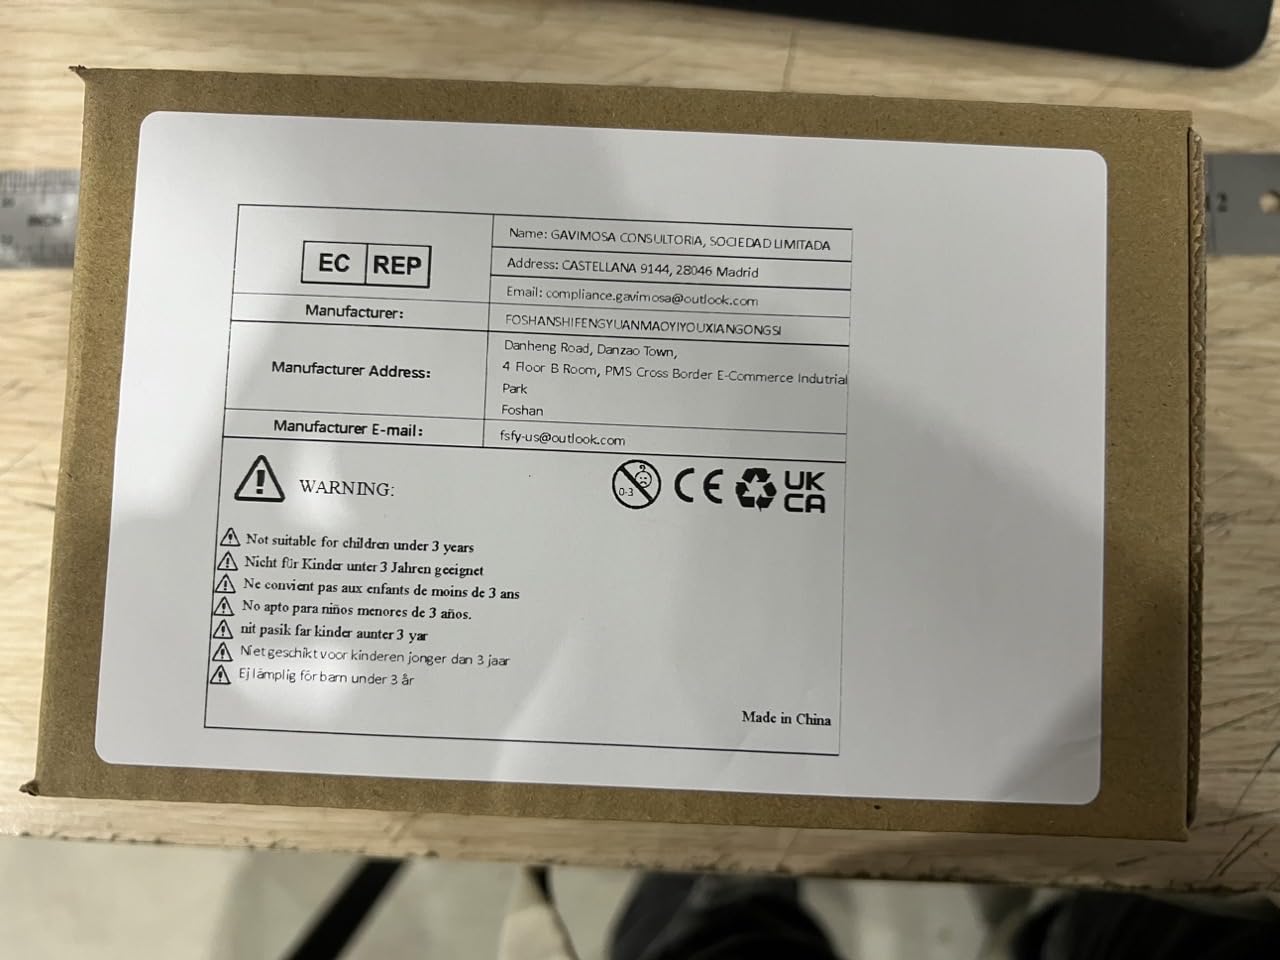 EC REP
Name: GAVIMOSA CONSULTORIA, SOCIEDAD LIMITADA
Address: CASTELLANA 9144, 28046 Madrid
Email: compliance.gavimosa@outlook.com
Manufacturer: FOSHANSHIFENGYUANMAOYIYOUXIANGONGSI
Manufacturer Address: Danheng Road, Danzao Town,
4 Floor B Room, PMS Cross Border E-Commerce Indutrial
Park
Foshan
Manufacturer E-mail: fsfy-us@outlook.com
WARNING:
0-3 CE UK
CA
Not suitable for children under 3 years
Nicht für Kinder unter 3 Jahren geeignet
Ne convient pas aux enfants de moins de 3 ans
No apto para niños menores de 3 años.
nit pasik far kinder aunter 3 yar
Niet geschikt voor kinderen jonger dan 3 jaar
Ej lämplig för barn under 3 år
Made in China
INCH
12